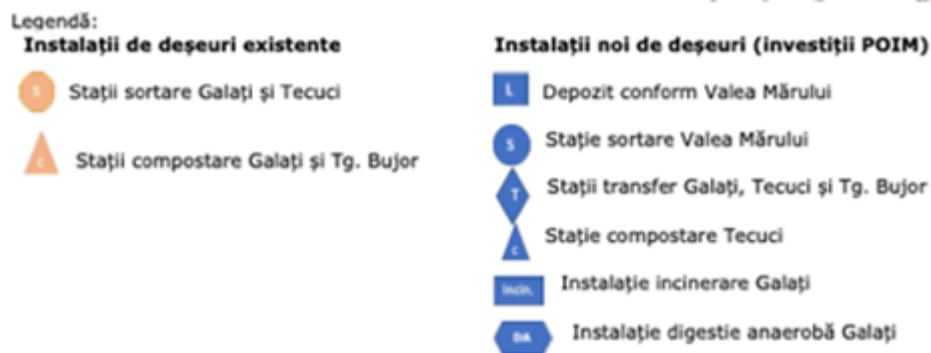 Legendă:
Instalații de deșeuri existente
S Stații sortare Galați și Tecuci
C Stații compostare Galați și Tg. Bujor
Instalații noi de deșeuri (investiții POIM)
L Depozit conform Valea Mărului
S Stație sortare Valea Mărului
T Stații transfer Galați, Tecuci și Tg. Bujor
C Stație compostare Tecuci
Incin. Instalație incinerare Galați
DA Instalație digestie anaerobă Galați